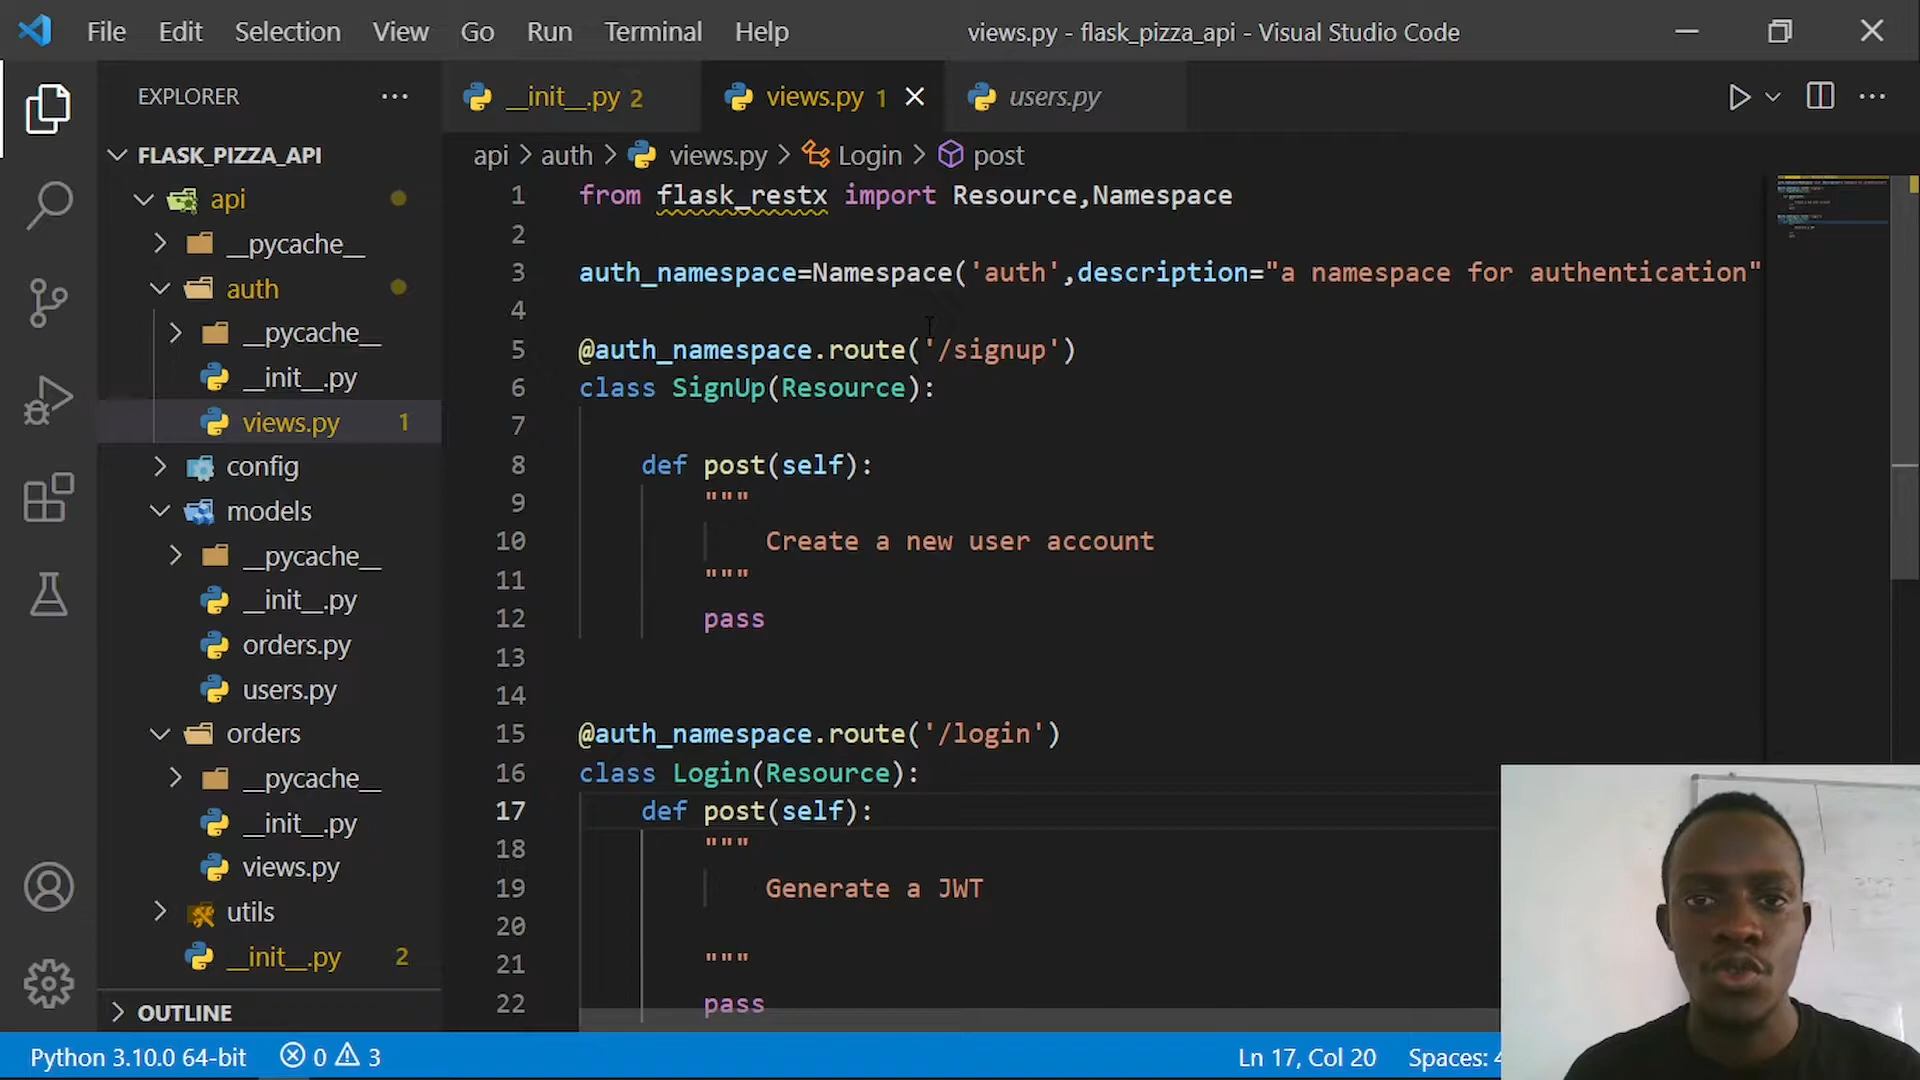 File Edit Selection View Go Run Terminal Help views.py - flask_pizza_api - Visual Studio Code
EXPLORER
__init__.py 2 views.py 1 users.py
FLASK_PIZZA_API
api
__pycache__
auth
__pycache__
__init__.py
views.py 1
config
models
__pycache__
__init__.py
orders.py
users.py
orders
__pycache__
__init__.py
views.py
utils
__init__.py 2
OUTLINE
api > auth > views.py > Login > post
1 from flask_restx import Resource,Namespace
2
3 auth_namespace=Namespace('auth',description="a namespace for authentication"
4
5 @auth_namespace.route('/signup')
6 class SignUp(Resource):
7
8 def post(self):
9 """
10 Create a new user account
11 """
12 pass
13
14
15 @auth_namespace.route('/login')
16 class Login(Resource):
17 def post(self):
18 """
19 Generate a JWT
20
21 """
22 pass
Python 3.10.0 64-bit 0 3 Ln 17, Col 20 Spaces: 4